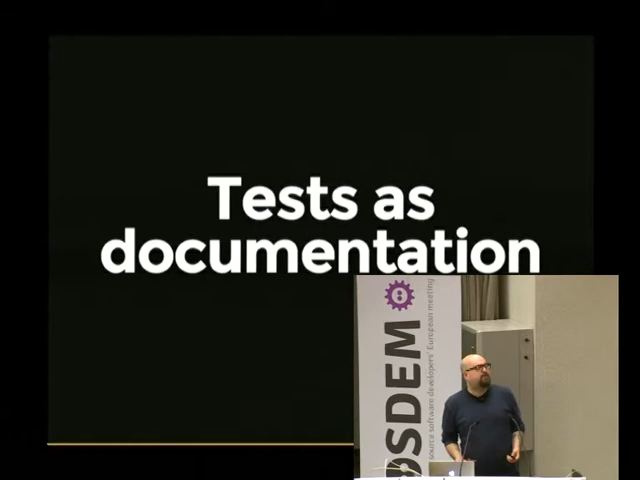 Tests as
documentation
OSDEM
source software developers' European meeting